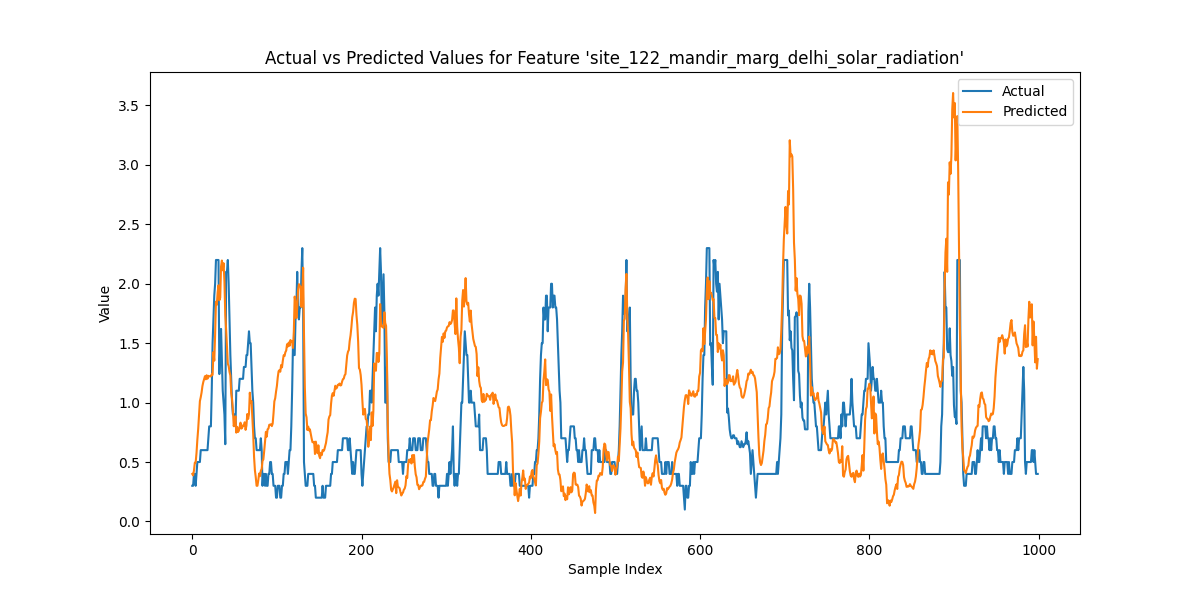 Actual vs Predicted Values for Feature 'site_122_mandir_marg_delhi_solar_radiation'
Actual
Predicted
3.5
3.0
2.5
2.0
1.5
1.0
0.5
0.0
Value
0
200
400
600
800
1000
Sample Index